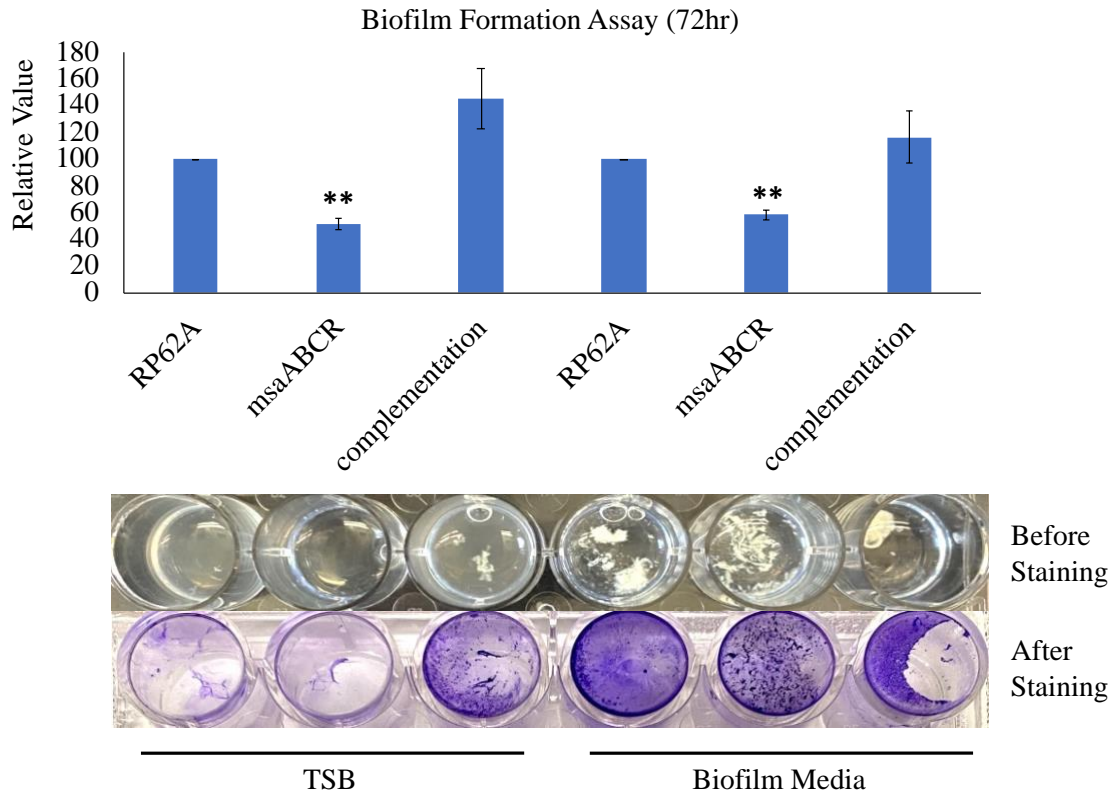 Biofilm Formation Assay (72hr)
Relative Value
180
160
140
120
100
80
60
40
20
0
**
**
RP62A
msaABCR
complementation
RP62A
msaABCR
complementation
Before
Staining
After
Staining
TSB
Biofilm Media